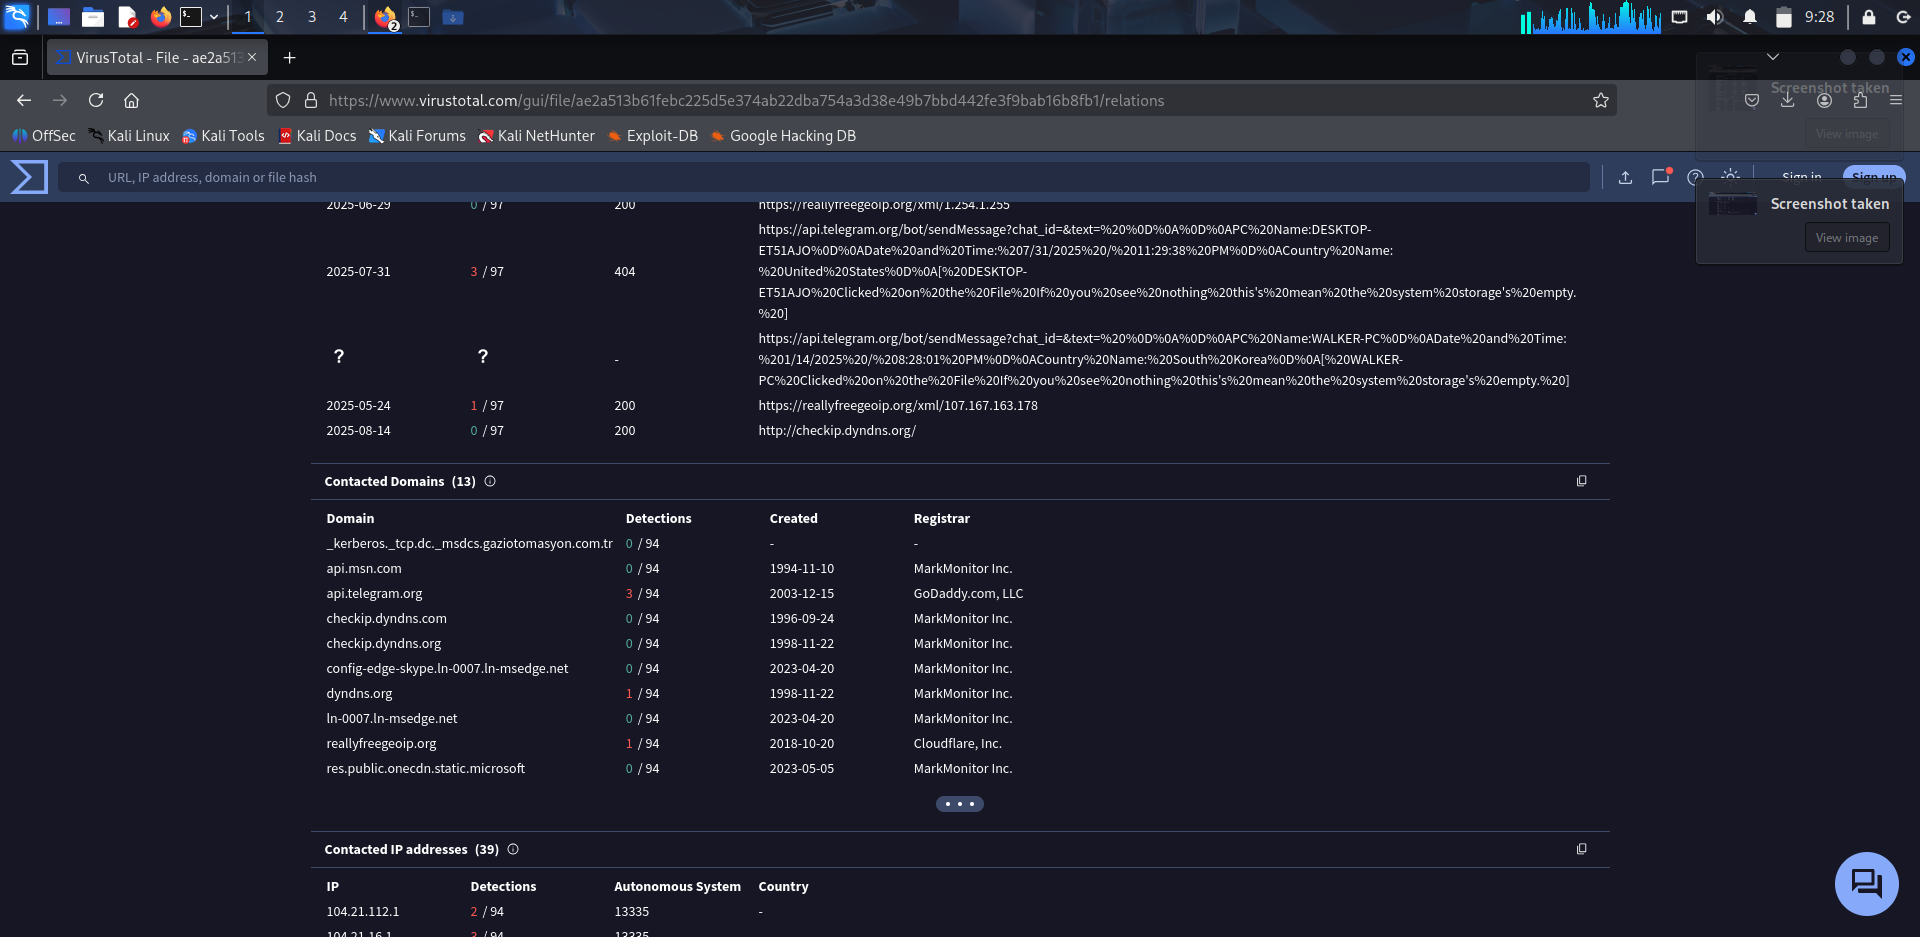 1 2 3 4 2 9:28
VirusTotal - File - ae2a513
https://www.virustotal.com/gui/file/ae2a513b61febc225d5e374ab22dba754a3d38e49b7bbd442fe3f9bab16b8fb1/relations
Screenshot taken
View image
OffSec Kali Linux Kali Tools Kali Docs Kali Forums Kali NetHunter Exploit-DB Google Hacking DB
URL, IP address, domain or file hash Sign in Sign up
Screenshot taken
View image
2025-06-29 0 / 97 200 https://reallyfreegeoip.org/xml/1.254.1.255
https://api.telegram.org/bot/sendMessage?chat_id=&text=%20%0D%0A%0D%0APC%20Name:DESKTOP-
ET51AJO%0D%0ADate%20and%20Time:%207/31/2025%20/%2011:29:38%20PM%0D%0ACountry%20Name:
2025-07-31 3 / 97 404 %20United%20States%0D%0A[%20DESKTOP-
ET51AJO%20Clicked%20on%20the%20File%20If%20you%20see%20nothing%20this's%20mean%20the%20system%20storage's%20empty.
%20]
https://api.telegram.org/bot/sendMessage?chat_id=&text=%20%0D%0A%0D%0APC%20Name:WALKER-PC%0D%0ADate%20and%20Time:
? ? - %201/14/2025%20/%208:28:01%20PM%0D%0ACountry%20Name:%20South%20Korea%0D%0A[%20WALKER-
PC%20Clicked%20on%20the%20File%20If%20you%20see%20nothing%20this's%20mean%20the%20system%20storage's%20empty.%20]
2025-05-24 1 / 97 200 https://reallyfreegeoip.org/xml/107.167.163.178
2025-08-14 0 / 97 200 http://checkip.dyndns.org/
Contacted Domains (13)
Domain Detections Created Registrar
_kerberos._tcp.dc._msdcs.gaziotomasyon.com.tr 0 / 94 - -
api.msn.com 0 / 94 1994-11-10 MarkMonitor Inc.
api.telegram.org 3 / 94 2003-12-15 GoDaddy.com, LLC
checkip.dyndns.com 0 / 94 1996-09-24 MarkMonitor Inc.
checkip.dyndns.org 0 / 94 1998-11-22 MarkMonitor Inc.
config-edge-skype.ln-0007.ln-msedge.net 0 / 94 2023-04-20 MarkMonitor Inc.
dyndns.org 1 / 94 1998-11-22 MarkMonitor Inc.
ln-0007.ln-msedge.net 0 / 94 2023-04-20 MarkMonitor Inc.
reallyfreegeoip.org 1 / 94 2018-10-20 Cloudflare, Inc.
res.public.onecdn.static.microsoft 0 / 94 2023-05-05 MarkMonitor Inc.
Contacted IP addresses (39)
IP Detections Autonomous System Country
104.21.112.1 2 / 94 13335 -
104.21.16.1 3 / 94 13335